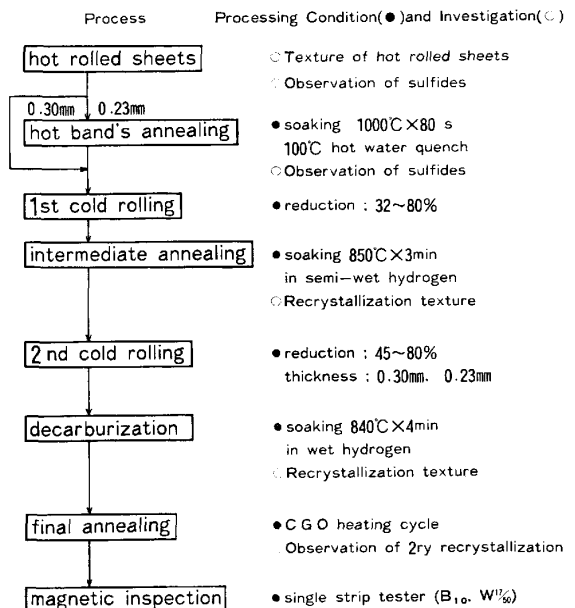 Process Processing Condition(●)and Investigation(○)
hot rolled sheets ○Texture of hot rolled sheets
○Observation of sulfides
0.30mm 0.23mm
hot band's annealing ●soaking 1000℃×80 s
100℃ hot water quench
○Observation of sulfides
1st cold rolling ●reduction : 32~80%
intermediate annealing ●soaking 850℃×3min
in semi-wet hydrogen
○Recrystallization texture
2nd cold rolling ●reduction : 45~80%
thickness : 0.30mm. 0.23mm
decarburization ●soaking 840℃×4min
in wet hydrogen
○Recrystallization texture
final annealing ●CGO heating cycle
Observation of 2ry recrystallization
magnetic inspection ●single strip tester (B₁₀. W¹⁷/₅₀)